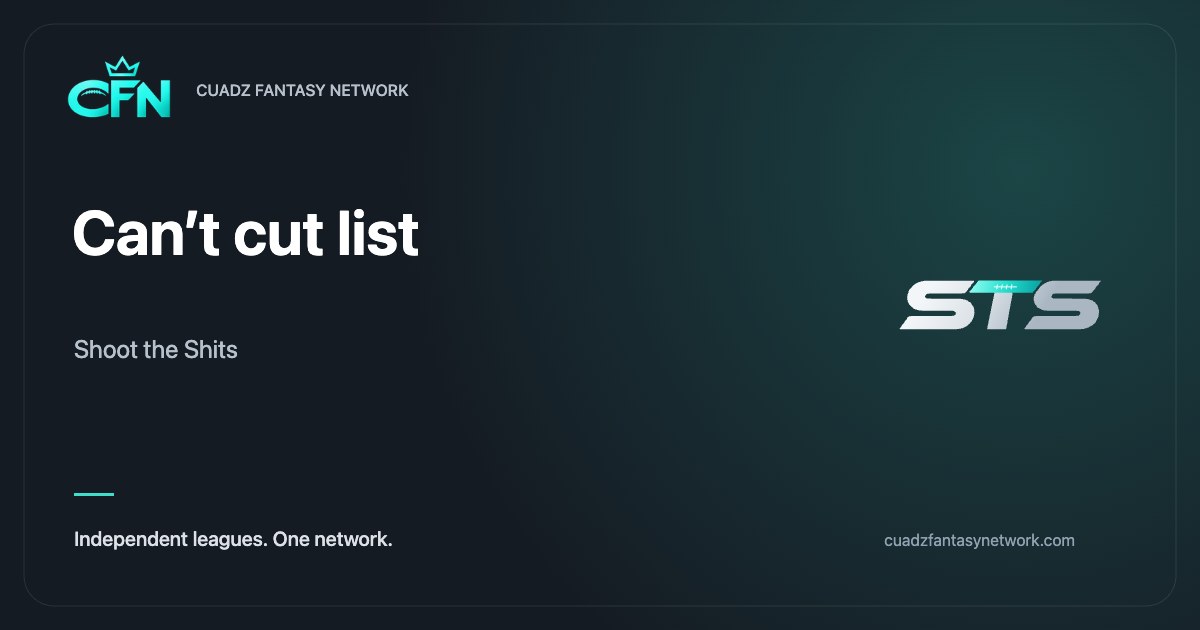 CFN
CUADZ FANTASY NETWORK
Can’t cut list
STS
Shoot the Shits
Independent leagues. One network.
cuadzfantasynetwork.com